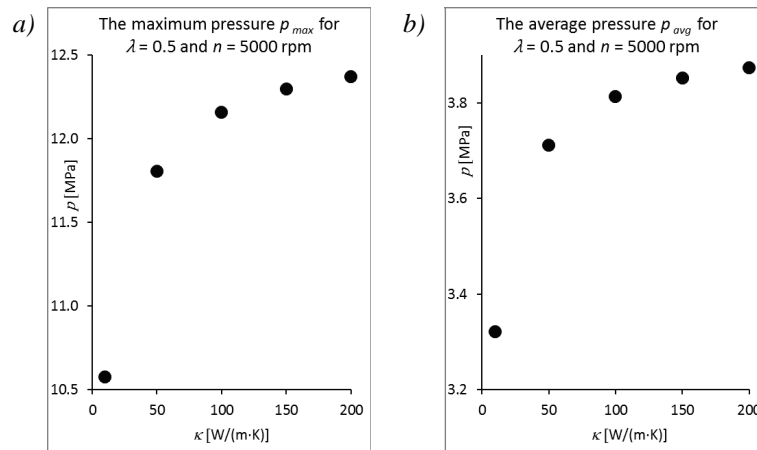 a)
The maximum pressure p max for
λ = 0.5 and n = 5000 rpm
12.5
12.0
11.5
11.0
10.5
p [MPa]
0 50 100 150 200
κ [W/(m·K)]
b)
The average pressure p avg for
λ = 0.5 and n = 5000 rpm
3.8
3.6
3.4
3.2
p [MPa]
0 50 100 150 200
κ [W/(m·K)]